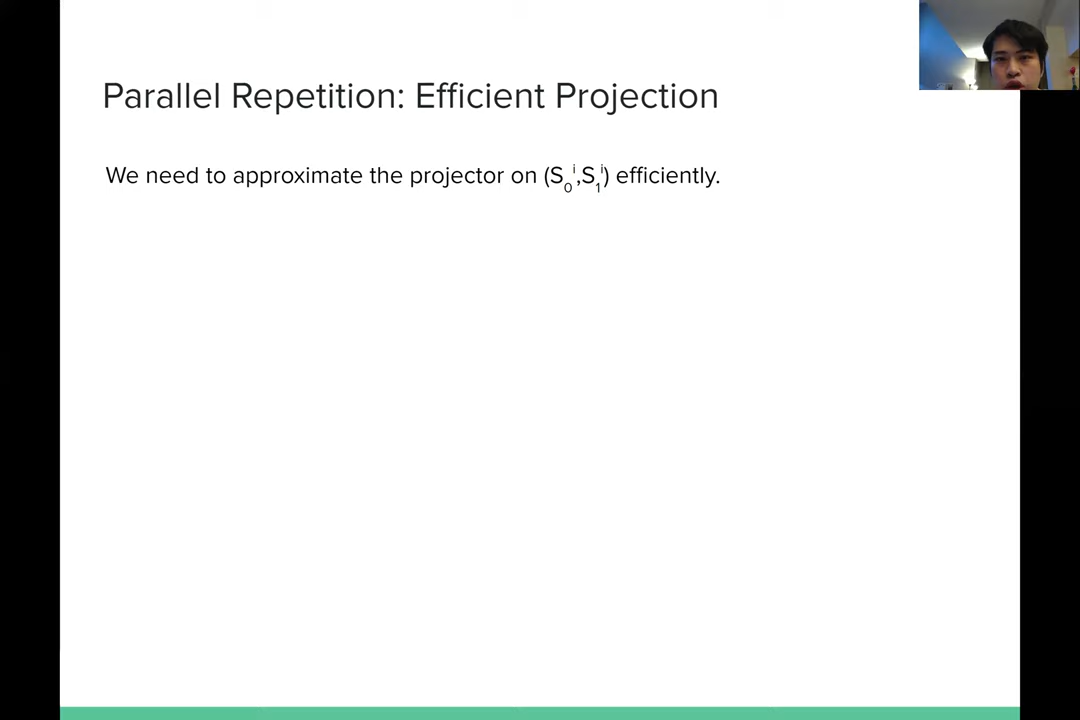 Parallel Repetition: Efficient Projection
We need to approximate the projector on (S₀ⁱ,S₁ⁱ) efficiently.